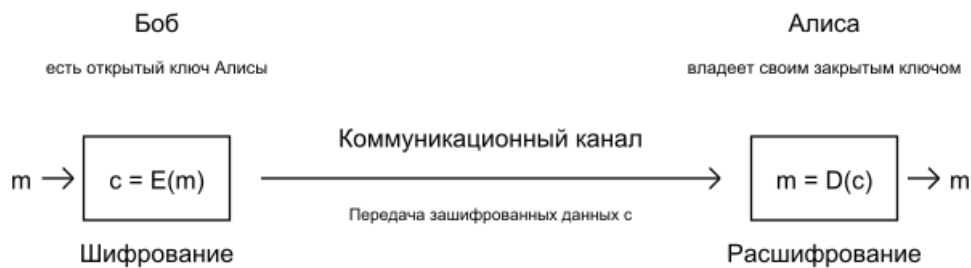 Боб
Алиса
есть открытый ключ Алисы
владеет своим закрытым ключом
Коммуникационный канал
m
c = E(m)
m = D(c)
m
Передача зашифрованных данных c
Шифрование
Расшифрование